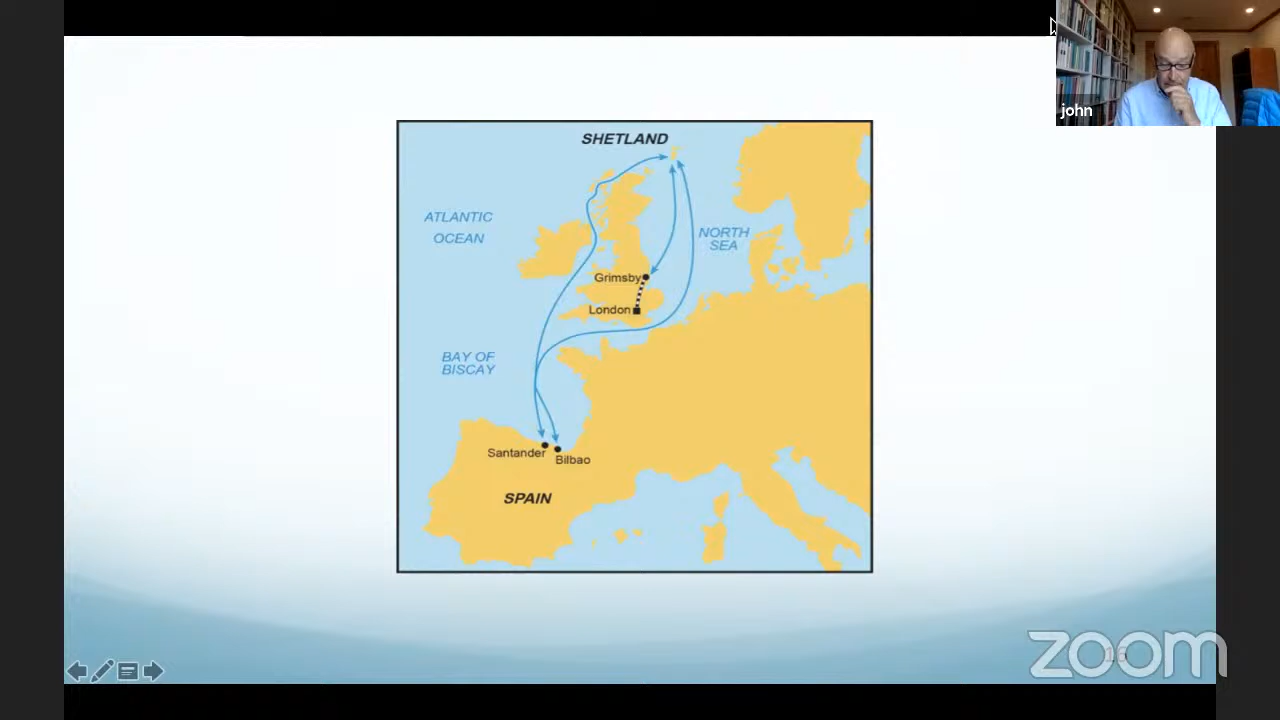 john
SHETLAND
ATLANTIC
OCEAN
NORTH
SEA
Grimsby
London
BAY OF
BISCAY
Santander
Bilbao
SPAIN
zoom